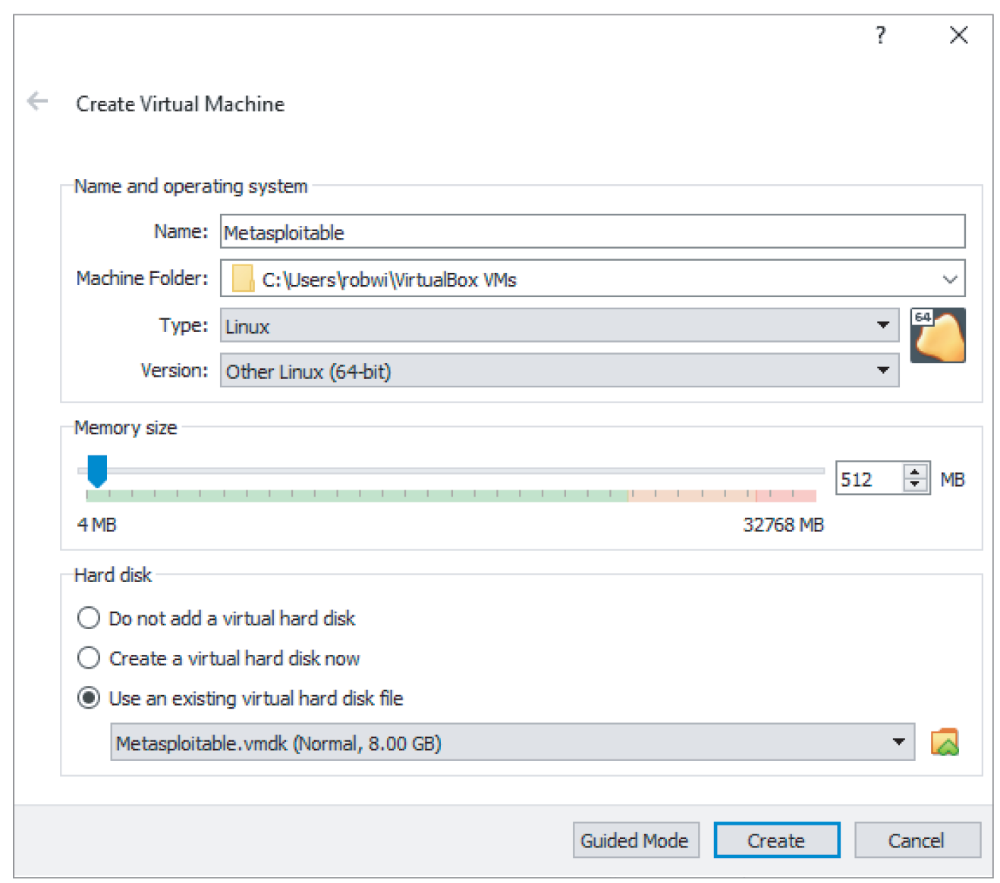 ?
Create Virtual Machine
Name and operating system
Name: Metasploitable
Machine Folder: C:\Users\robwi\VirtualBox VMs
Type: Linux
64
Version: Other Linux (64-bit)
Memory size
512 MB
4 MB 32768 MB
Hard disk
Do not add a virtual hard disk
Create a virtual hard disk now
Use an existing virtual hard disk file
Metasploitable.vmdk (Normal, 8.00 GB)
Guided Mode Create Cancel